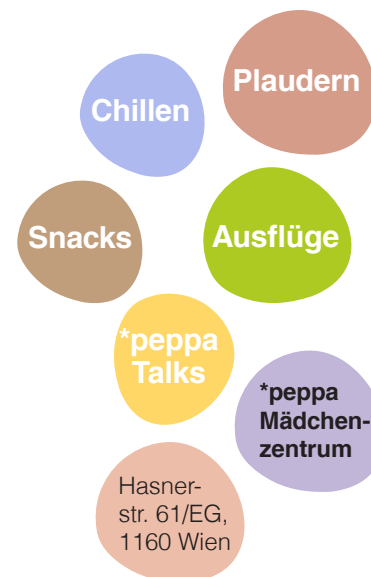 Plaudern
Chillen
Snacks
Ausflüge
*peppa
Talks
*peppa
Mädchen-
zentrum
Hasner-
str. 61/EG,
1160 Wien